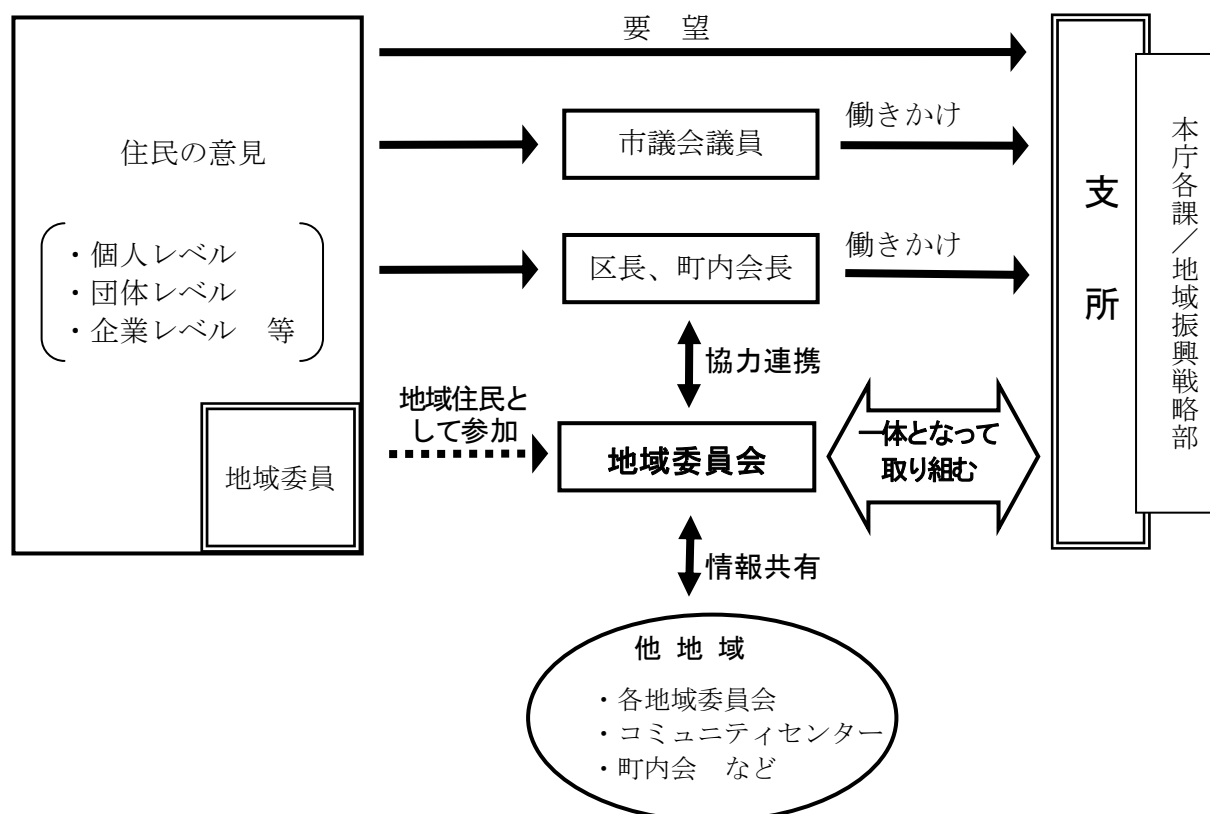 要 望
住民の意見
・個人レベル
・団体レベル
・企業レベル 等
地域委員
市議会議員
働きかけ
区長、町内会長
働きかけ
協力連携
地域住民と
して参加
地域委員会
一体となって
取り組む
情報共有
他 地 域
・各地域委員会
・コミュニティセンター
・町内会 など
支 所
本庁各課／地域振興戦略部